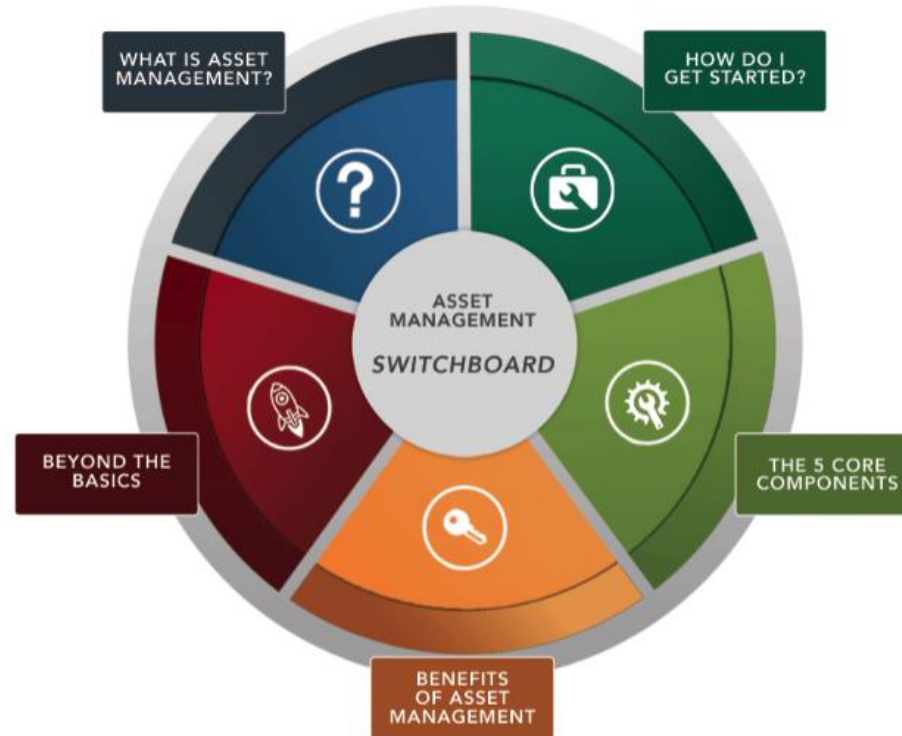 WHAT IS ASSET
MANAGEMENT?
HOW DO I
GET STARTED?
ASSET
MANAGEMENT
SWITCHBOARD
BEYOND THE
BASICS
THE 5 CORE
COMPONENTS
BENEFITS
OF ASSET
MANAGEMENT